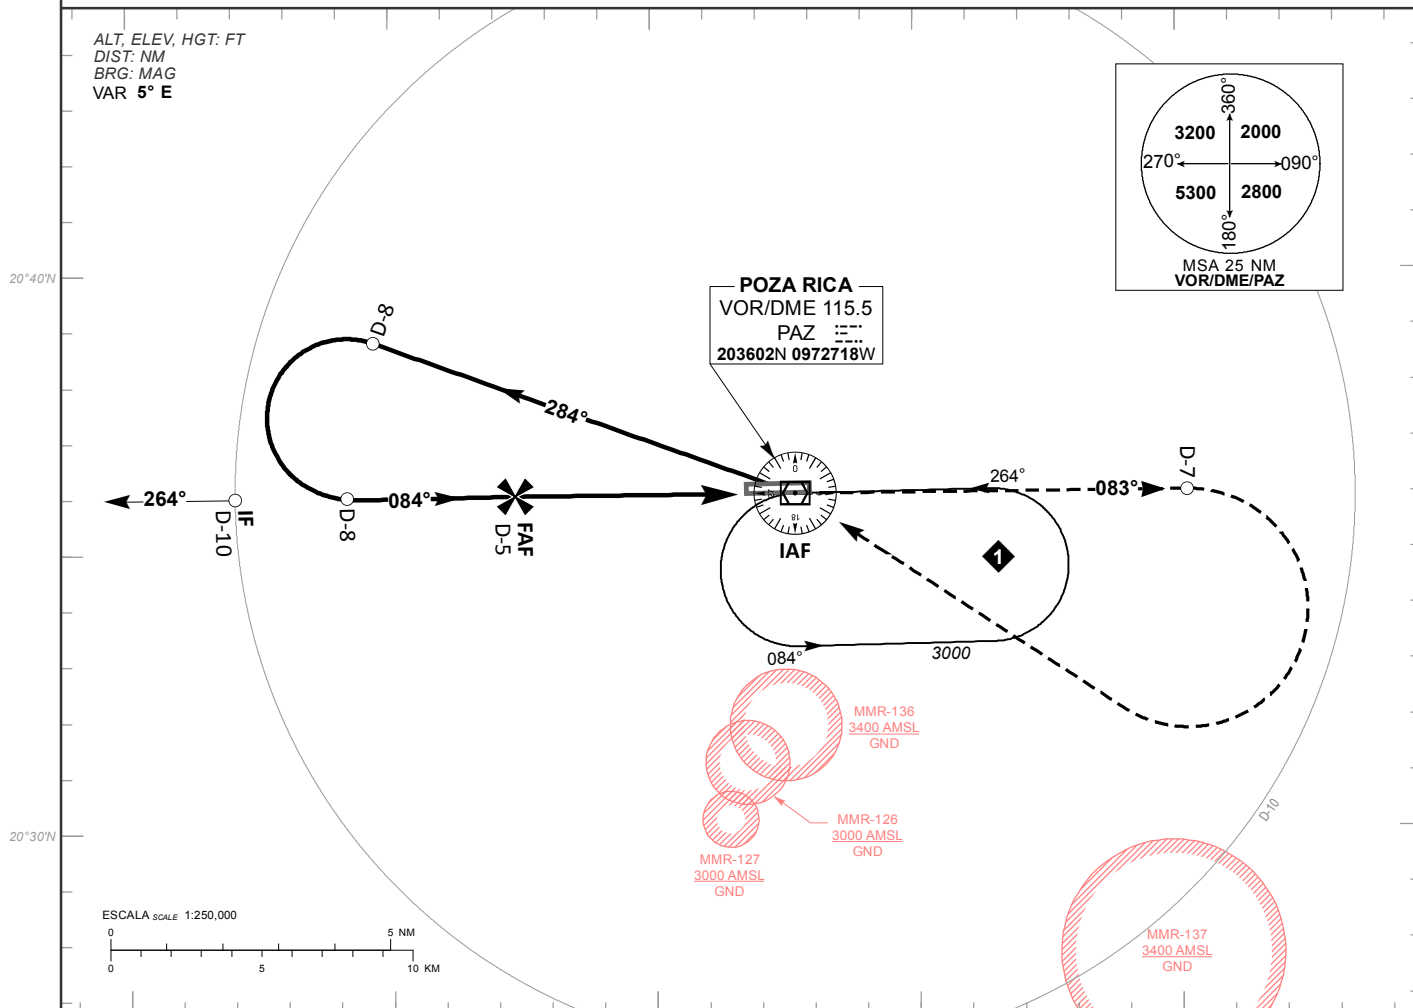 ALT, ELEV, HGT: FT
DIST: NM
BRG: MAG
VAR 5° E
360°
3200 2000
270° 090°
5300 2800
180°
MSA 25 NM
VOR/DME/PAZ
20°40'N
POZA RICA
VOR/DME 115.5
PAZ
203602N 0972718W
D-8
284°
0
18
IAF
264°
083°
D-7
264°
IF
D-10
D-8
084°
FAF
D-5
1
084°
3000
MMR-136
3400 AMSL
GND
MMR-126
3000 AMSL
GND
MMR-127
3000 AMSL
GND
D-10
20°30'N
MMR-137
3400 AMSL
GND
ESCALA SCALE 1:250,000
0 5 NM
0 5 10 KM